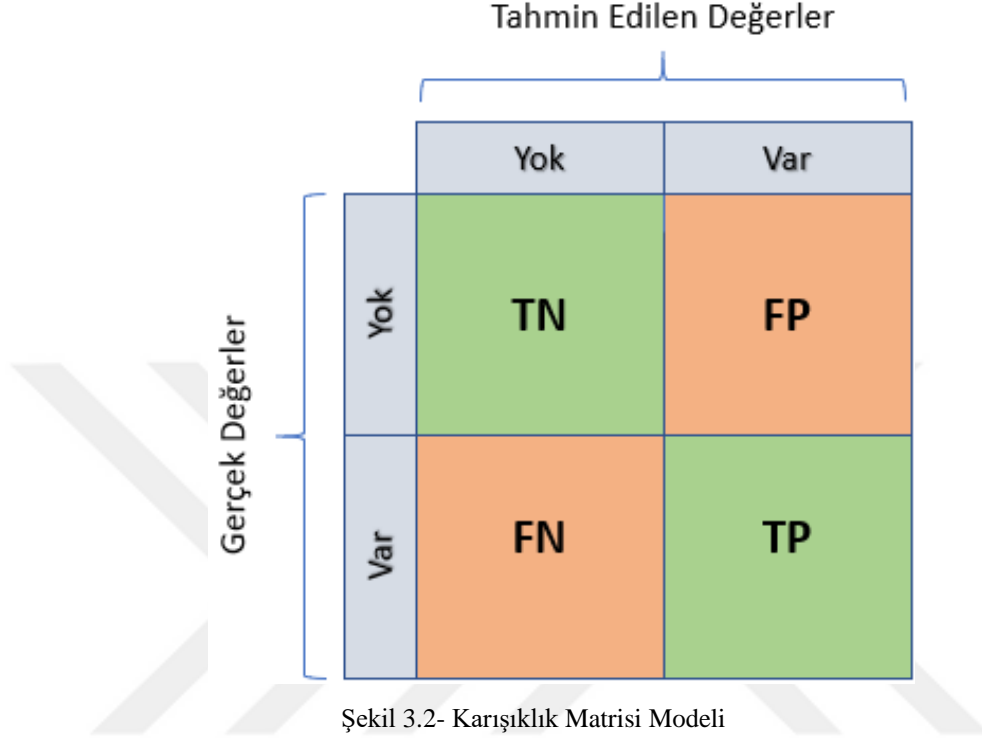 Tahmin Edilen Değerler
Yok Var
Gerçek Değerler
Yok
TN FP
Var
FN TP
Şekil 3.2- Karışıklık Matrisi Modeli